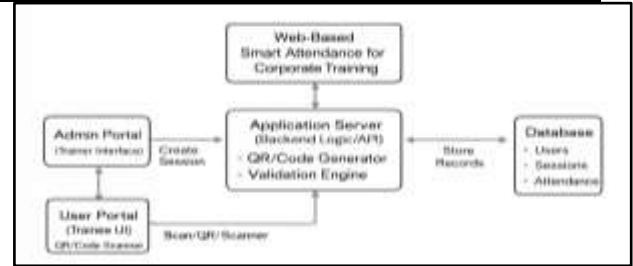 Web-Based
Smart Attendance for
Corporate Training
Application Server
(Backend Logic/API)
- QR/Code Generator
- Validation Engine
Admin Portal
(Trainer Interface)
Create
Session
Store
Records
Database
- Users
- Sessions
- Attendance
User Portal
(Trainee UI)
QR/Code Scanner
Scan/QR/Scanner